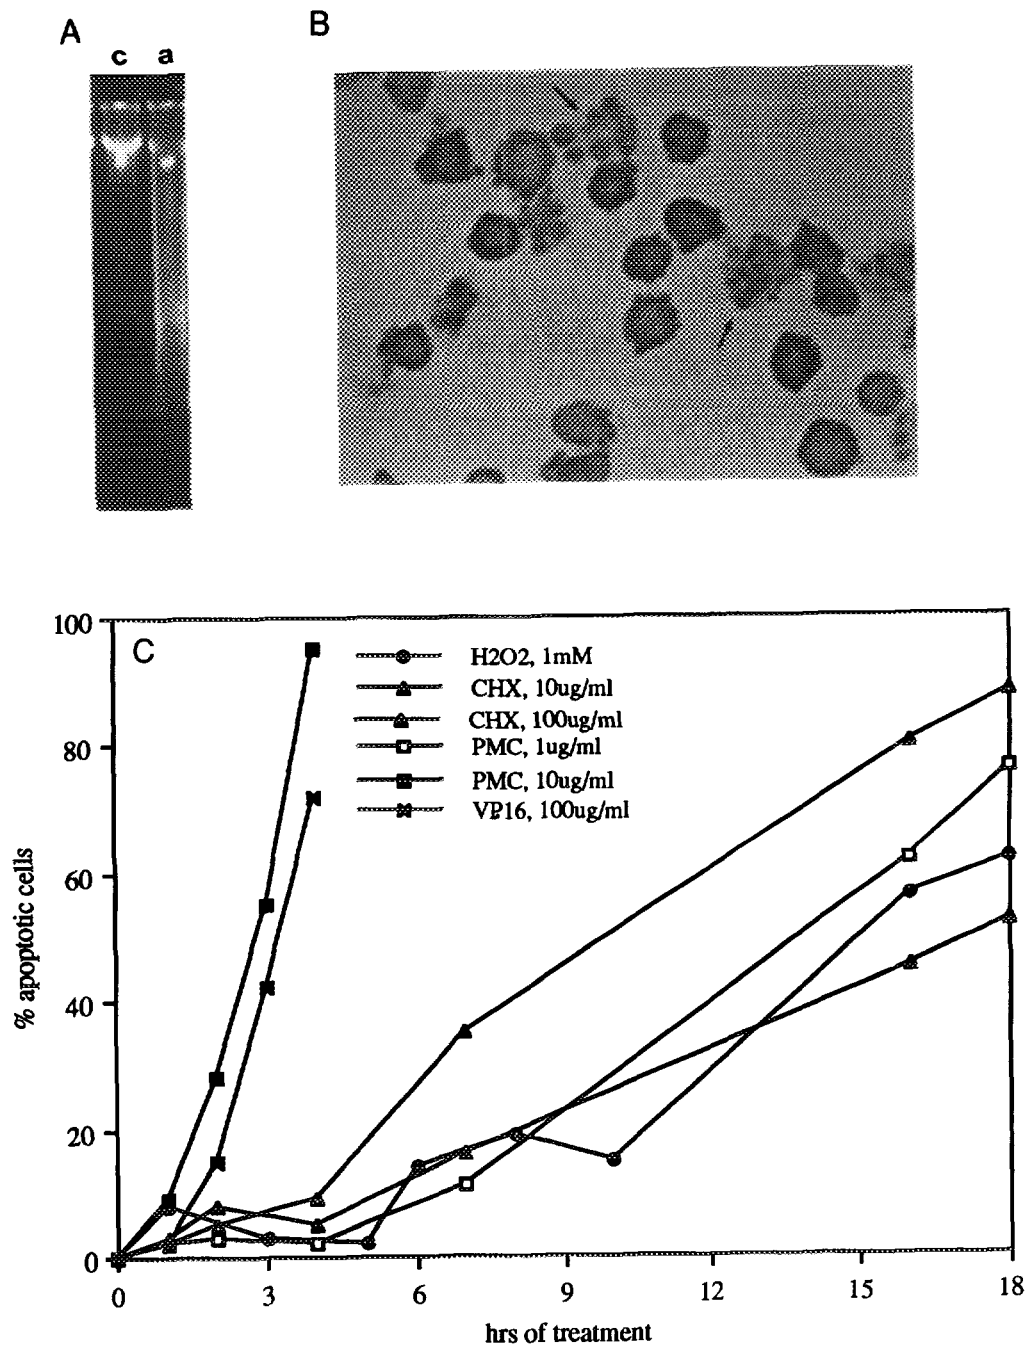 A
c a
B
C
100
80
60
40
20
0
% apoptotic cells
H2O2, 1mM
CHX, 10ug/ml
CHX, 100ug/ml
PMC, 1ug/ml
PMC, 10ug/ml
VP16, 100ug/ml
0 3 6 9 12 15 18
hrs of treatment